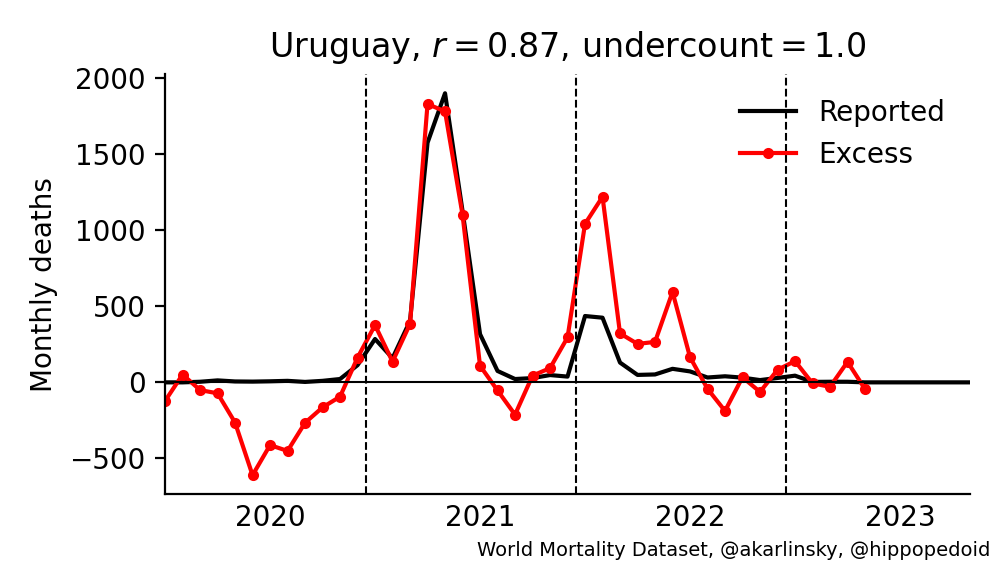 Uruguay, r = 0.87, undercount = 1.0
Monthly deaths
2000
1500
1000
500
0
−500
Reported
Excess
2020 2021 2022 2023
World Mortality Dataset, @akarlinsky, @hippopedoid